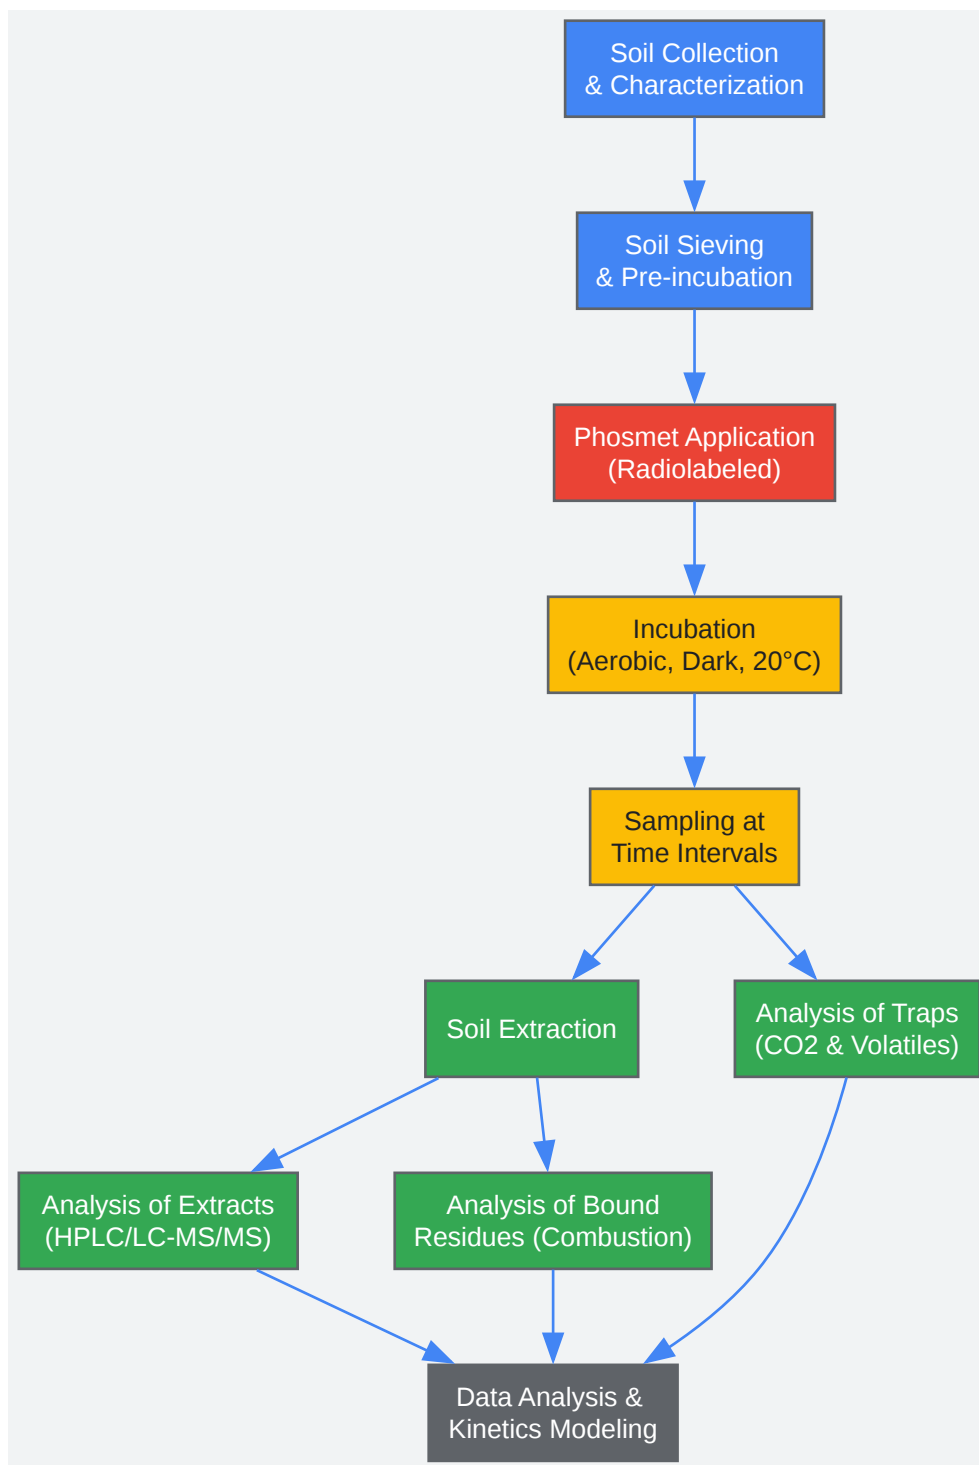 Soil Collection
& Characterization
Soil Sieving
& Pre-incubation
Phosmet Application
(Radiolabeled)
Incubation
(Aerobic, Dark, 20°C)
Sampling at
Time Intervals
Soil Extraction
Analysis of Traps
(CO2 & Volatiles)
Analysis of Extracts
(HPLC/LC-MS/MS)
Analysis of Bound
Residues (Combustion)
Data Analysis &
Kinetics Modeling